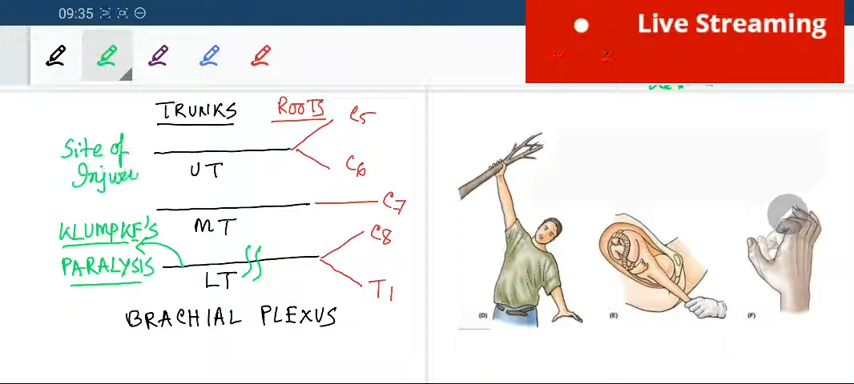 09:35
Live Streaming
TRUNKS
ROOTS
C5
Site of
Injury
UT
C6
C7
MT
KLUMPKE'S
C8
PARALYSIS
LT
T1
BRACHIAL PLEXUS
(D)
(E)
(F)